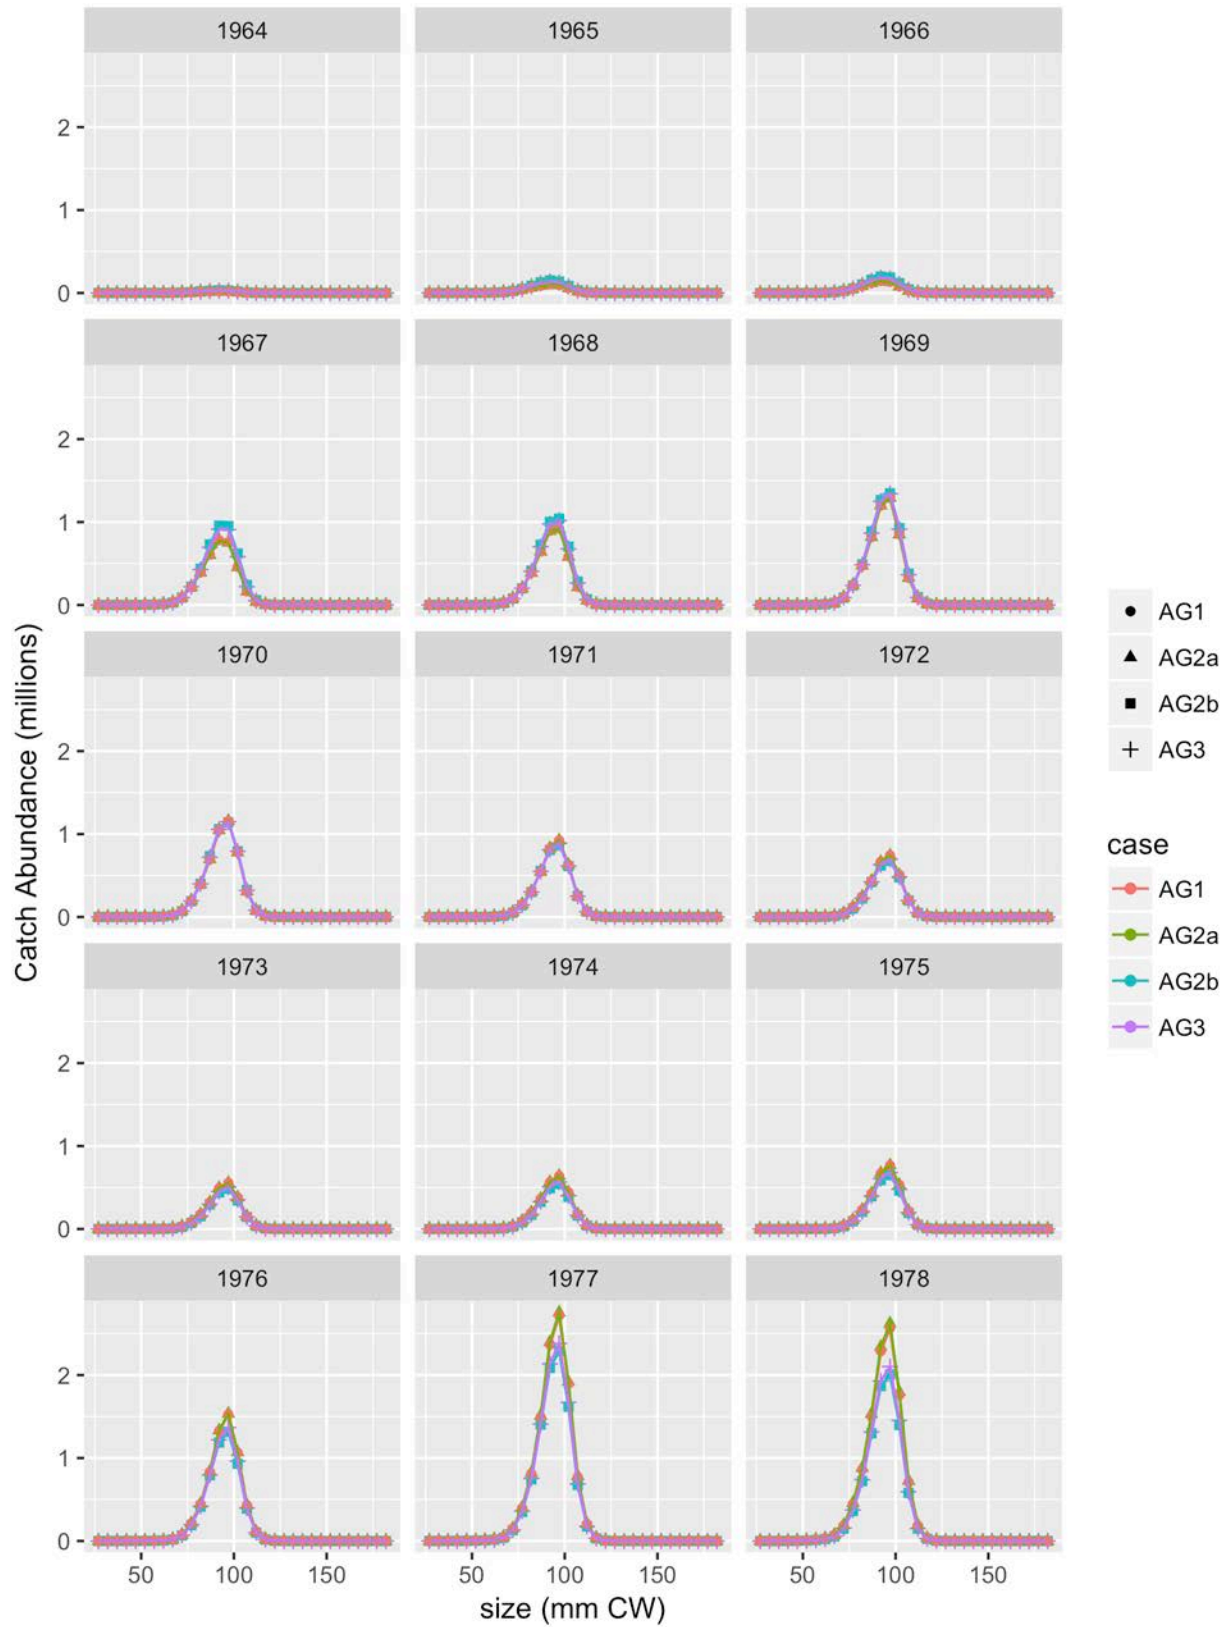 1964 1965 1966
2
1
0
1967 1968 1969
2
1
0
1970 1971 1972
2
1
0
1973 1974 1975
2
1
0
1976 1977 1978
2
1
0
50 100 150 50 100 150 50 100 150
size (mm CW)
Catch Abundance (millions)
AG1
AG2a
AG2b
AG3
case
AG1
AG2a
AG2b
AG3